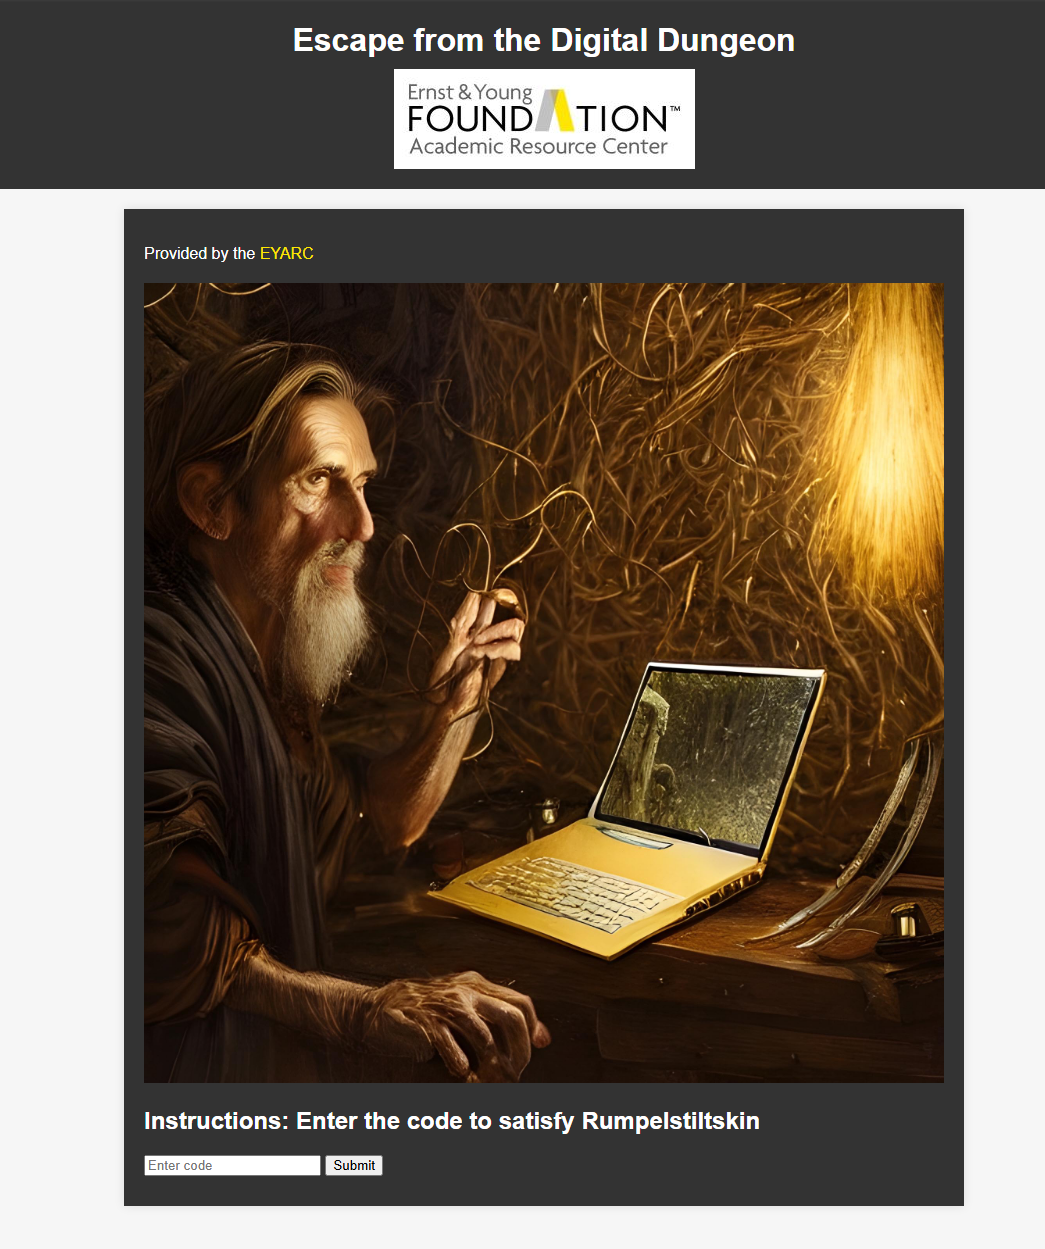 Escape from the Digital Dungeon
Ernst & Young
FOUNDATION™
Academic Resource Center
Provided by the EYARC
Instructions: Enter the code to satisfy Rumpelstiltskin
Enter code Submit